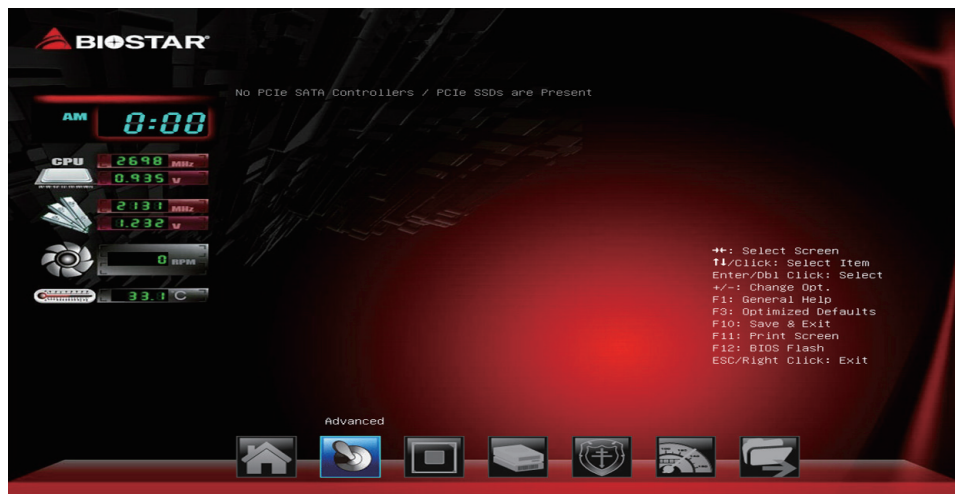 BIOSTAR
No PCIe SATA Controllers / PCIe SSDs are Present
AM 0:00
CPU 2698 MHz
0.935 V
2131 MHz
1.232 V
0 RPM
33.1 C
→←: Select Screen
↑↓/Click: Select Item
Enter/Dbl Click: Select
+/-: Change Opt.
F1: General Help
F3: Optimized Defaults
F10: Save & Exit
F11: Print Screen
F12: BIOS Flash
ESC/Right Click: Exit
Advanced